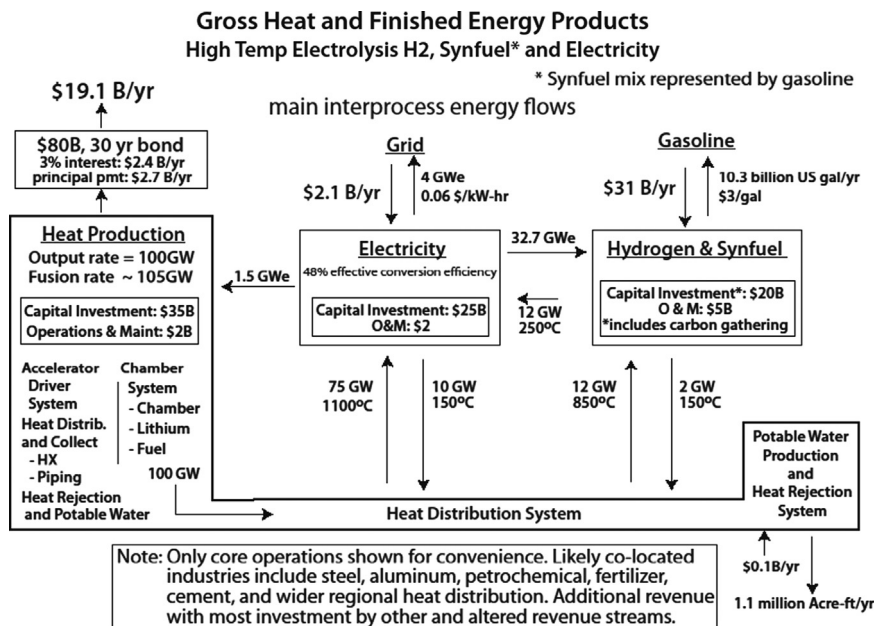 Gross Heat and Finished Energy Products
High Temp Electrolysis H2, Synfuel* and Electricity
* Synfuel mix represented by gasoline
main interprocess energy flows
$19.1 B/yr
$80B, 30 yr bond
3% interest: $2.4 B/yr
principal pmt: $2.7 B/yr
Heat Production
Output rate = 100GW
Fusion rate ~ 105GW
Capital Investment: $35B
Operations & Maint: $2B
Accelerator
Driver
System
Heat Distrib.
and Collect
- HX
- Piping
Heat Rejection
and Potable Water
Chamber
System
- Chamber
- Lithium
- Fuel
100 GW
1.5 GWe
Grid
$2.1 B/yr
4 GWe
0.06 $/kW-hr
Electricity
48% effective conversion efficiency
Capital Investment: $25B
O&M: $2
75 GW
1100ºC
10 GW
150ºC
32.7 GWe
12 GW
250ºC
Gasoline
$31 B/yr
10.3 billion US gal/yr
$3/gal
Hydrogen & Synfuel
Capital Investment*: $20B
O & M: $5B
*includes carbon gathering
12 GW
850ºC
2 GW
150ºC
Potable Water
Production
and
Heat Rejection
System
Heat Distribution System
$0.1B/yr
1.1 million Acre-ft/yr
Note: Only core operations shown for convenience. Likely co-located
industries include steel, aluminum, petrochemical, fertilizer,
cement, and wider regional heat distribution. Additional revenue
with most investment by other and altered revenue streams.